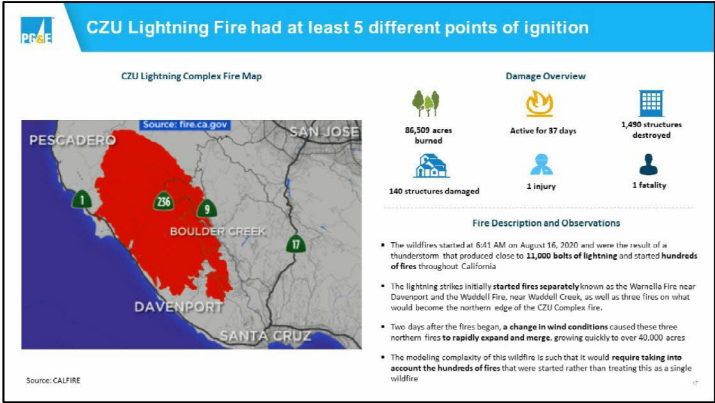 PG&E
CZU Lightning Fire had at least 5 different points of ignition
CZU Lightning Complex Fire Map
Source: fire.ca.gov
PESCADERO
SAN JOSE
1
236
9
BOULDER CREEK
17
DAVENPORT
SANTA CRUZ
Source: CALFIRE
Damage Overview
86,509 acres
burned
Active for 37 days
1,490 structures
destroyed
140 structures damaged
1 injury
1 fatality
Fire Description and Observations
▪ The wildfires started at 6:41 AM on August 16, 2020 and were the result of a
thunderstorm that produced close to 11,000 bolts of lightning and started hundreds
of fires throughout California
▪ The lightning strikes initially started fires separately known as the Warnella Fire near
Davenport and the Waddell Fire, near Waddell Creek, as well as three fires on what
would become the northern edge of the CZU Complex fire.
▪ Two days after the fires began, a change in wind conditions caused these three
northern fires to rapidly expand and merge, growing quickly to over 40,000 acres
▪ The modeling complexity of this wildfire is such that it would require taking into
account the hundreds of fires that were started rather than treating this as a single
wildfire